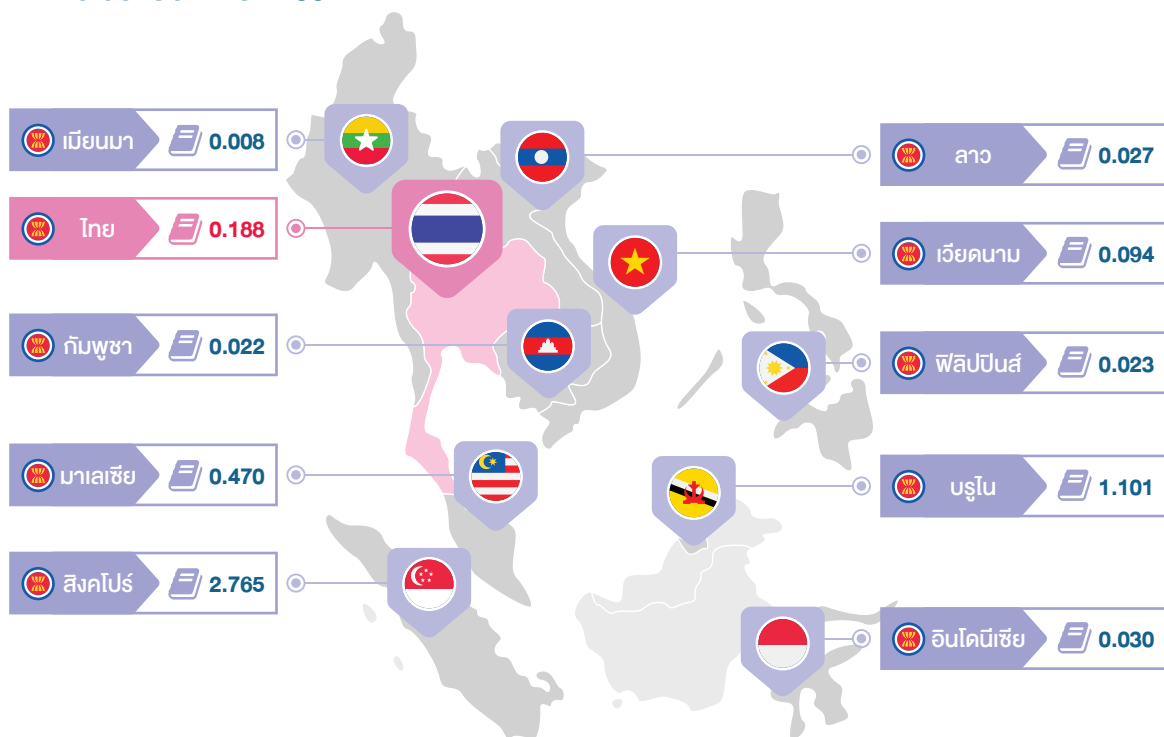 เมียนมา 0.008
ไทย 0.188
กัมพูชา 0.022
มาเลเซีย 0.470
สิงคโปร์ 2.765
ลาว 0.027
เวียดนาม 0.094
ฟิลิปปินส์ 0.023
บรูไน 1.101
อินโดนีเซีย 0.030